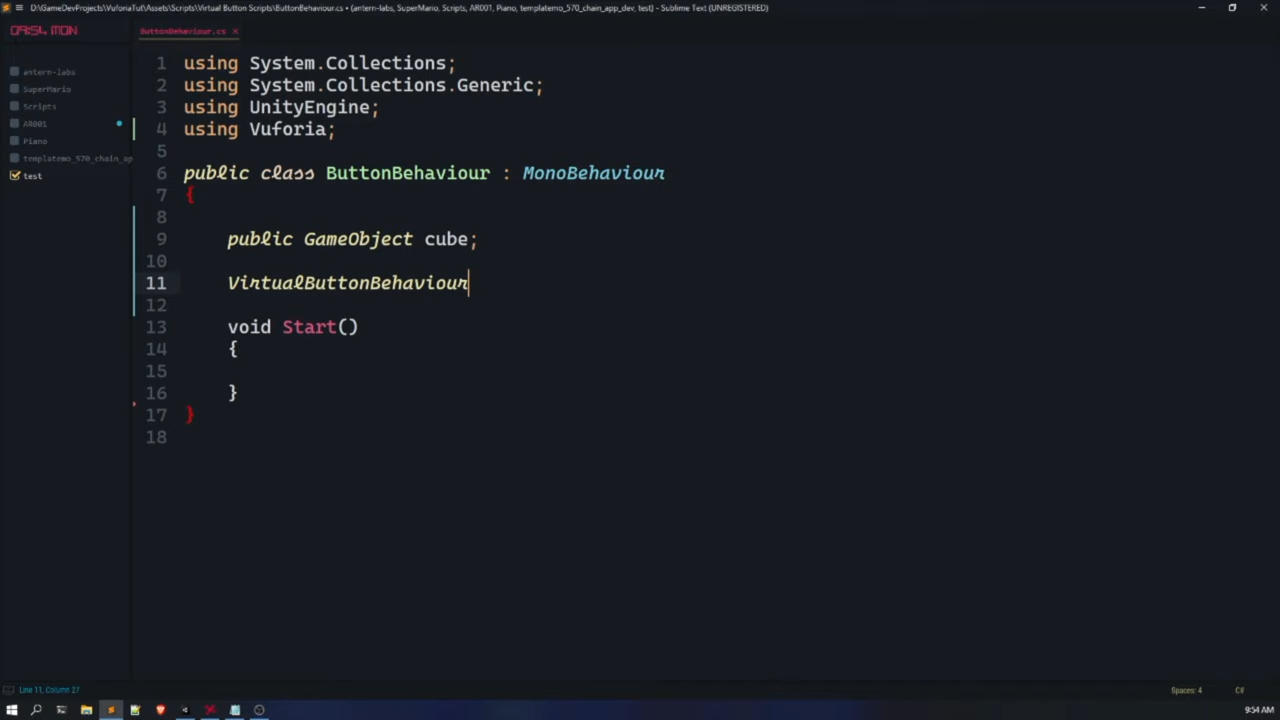 D:\GameDevProjects\VuforiaTut\Assets\Scripts\Virtual Button Scripts\ButtonBehaviour.cs • (antern-labs, SuperMario, Scripts, AR001, Piano, templatemo_570_chain_app_dev, test) - Sublime Text (UNREGISTERED)
09:54 MON
antern-labs
SuperMario
Scripts
AR001
Piano
templatemo_570_chain_ap
test
ButtonBehaviour.cs ×
1 using System.Collections;
2 using System.Collections.Generic;
3 using UnityEngine;
4 using Vuforia;
5
6 public class ButtonBehaviour : MonoBehaviour
7 {
8
9 public GameObject cube;
10
11 VirtualButtonBehaviour
12
13 void Start()
14 {
15
16 }
17 }
18
Line 11, Column 27
Spaces: 4
C#
9:54 AM